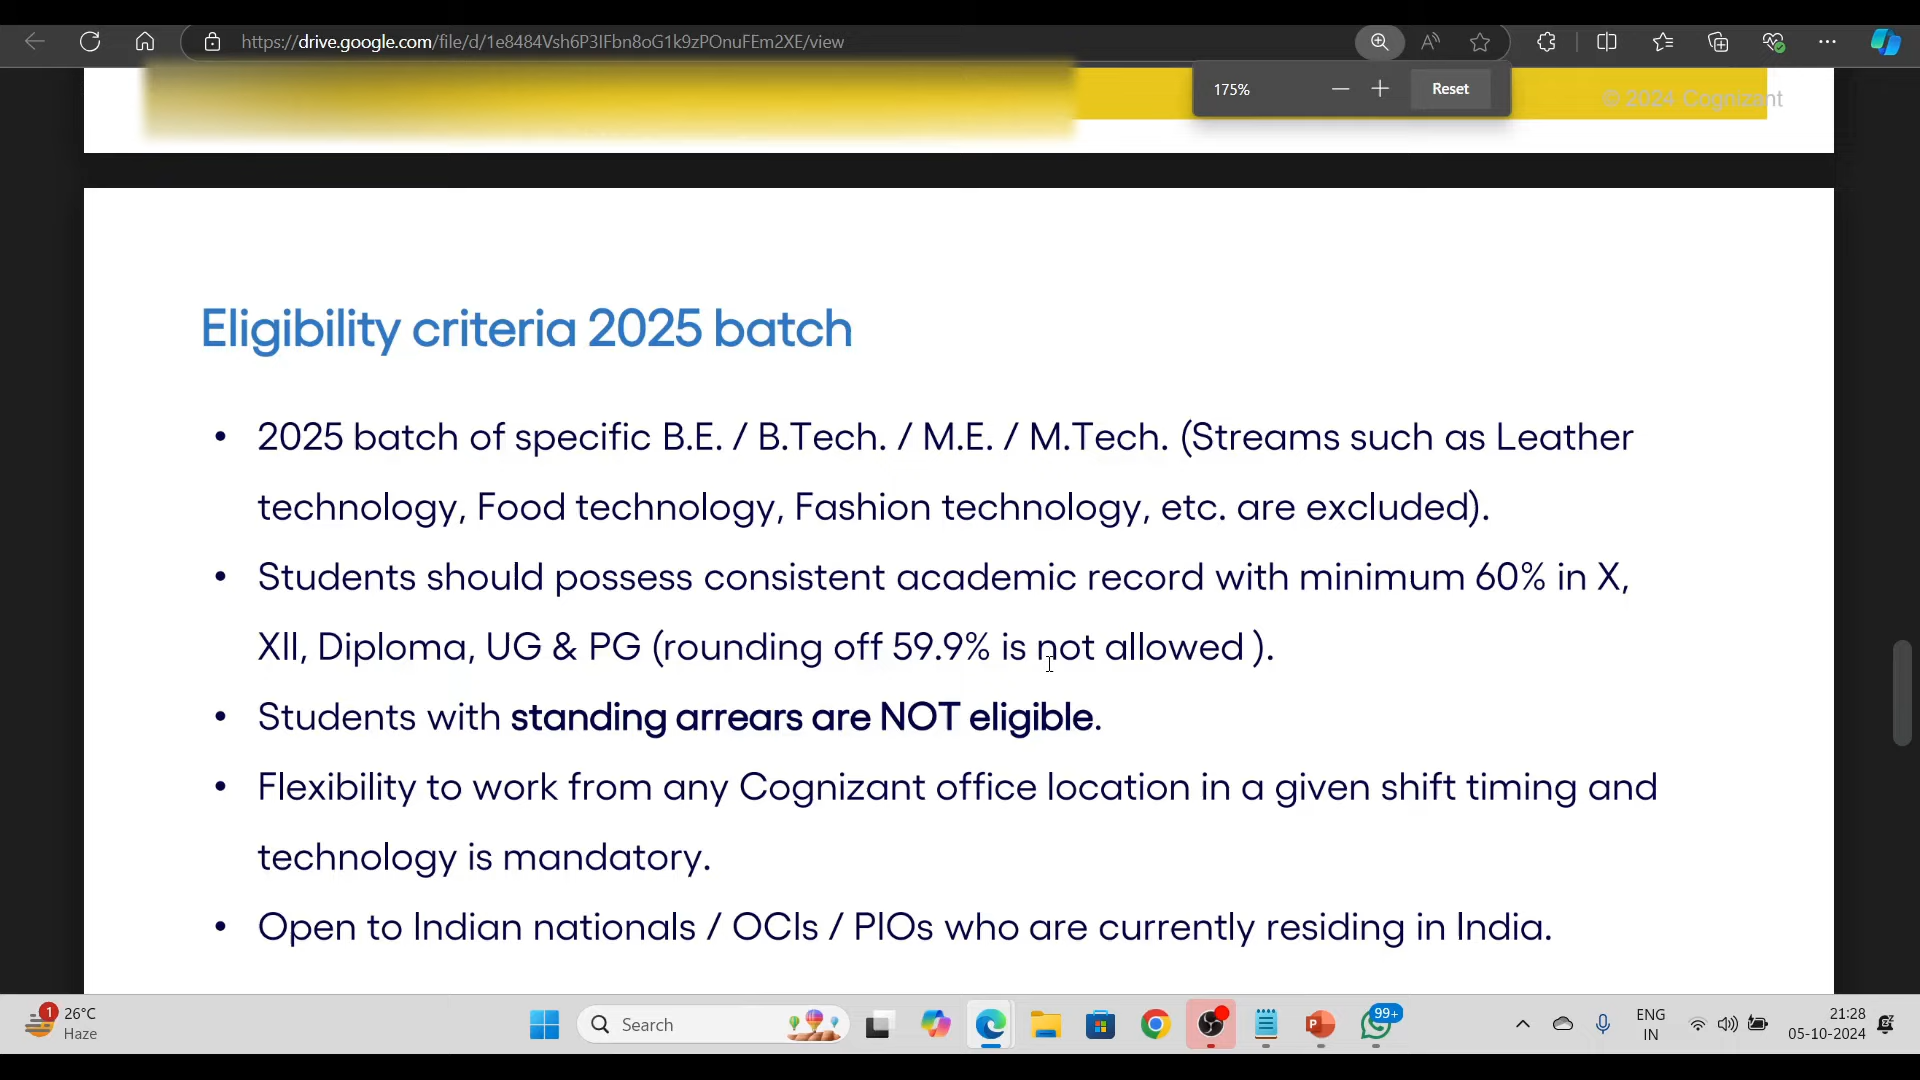 https://drive.google.com/file/d/1e8484Vsh6P3IFbn8oG1k9zPOnuFEm2XE/view
175%
Reset
© 2024 Cognizant
Eligibility criteria 2025 batch
• 2025 batch of specific B.E. / B.Tech. / M.E. / M.Tech. (Streams such as Leather
technology, Food technology, Fashion technology, etc. are excluded).
• Students should possess consistent academic record with minimum 60% in X,
XII, Diploma, UG & PG (rounding off 59.9% is not allowed ).
• Students with standing arrears are NOT eligible.
• Flexibility to work from any Cognizant office location in a given shift timing and
technology is mandatory.
• Open to Indian nationals / OCIs / PIOs who are currently residing in India.
1
26°C
Haze
Search
99+
ENG
IN
21:28
05-10-2024